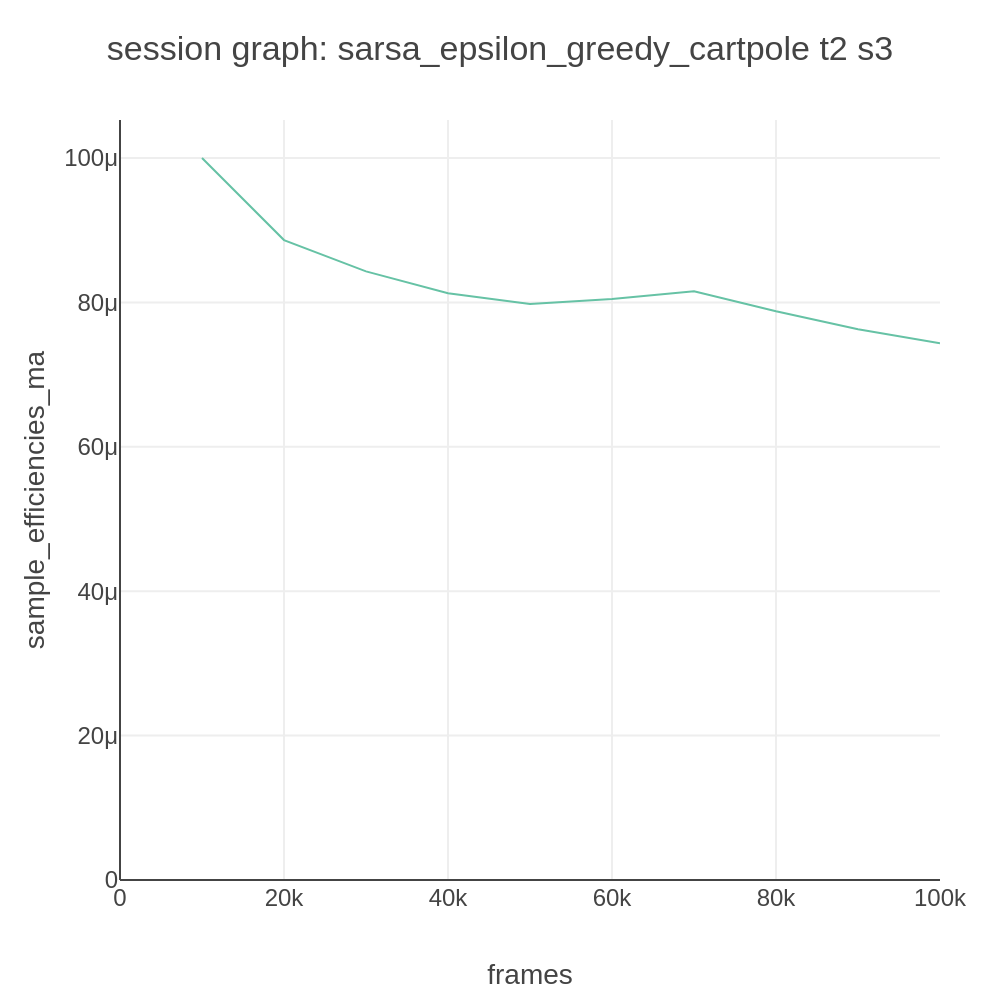 session graph: sarsa_epsilon_greedy_cartpole t2 s3
100μ
80μ
60μ
40μ
20μ
0
sample_efficiencies_ma
0 20k 40k 60k 80k 100k
frames